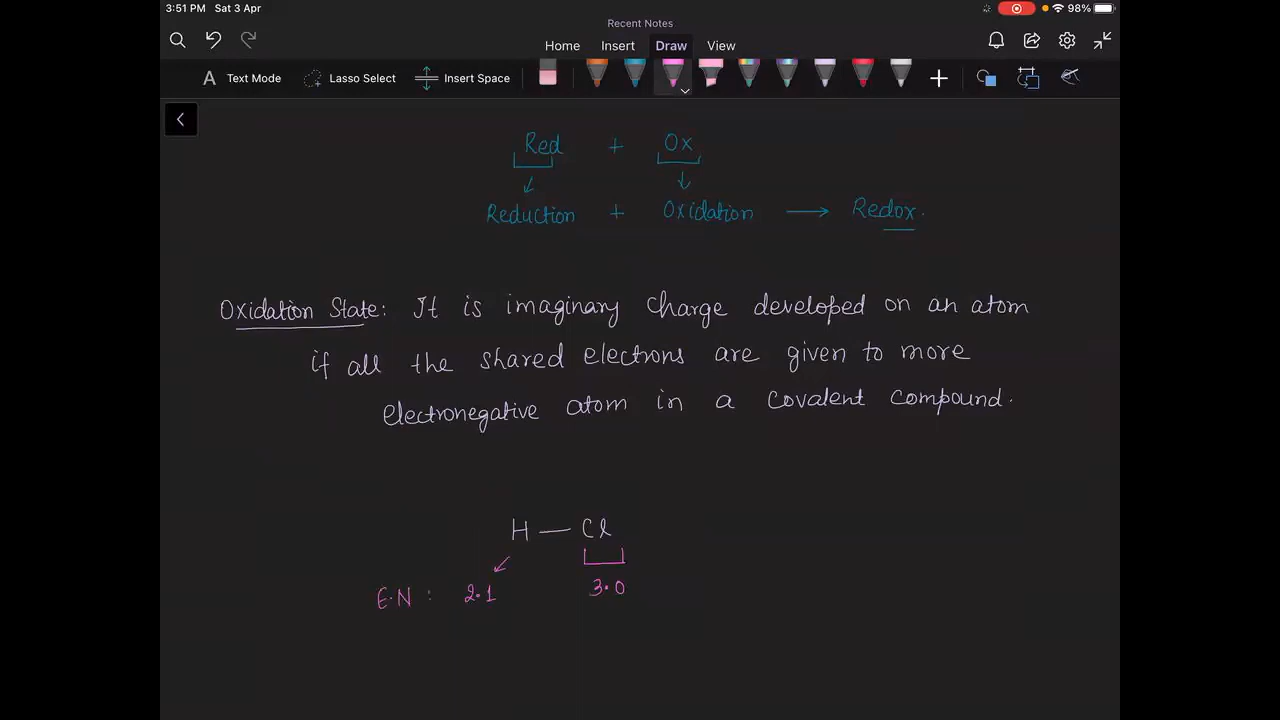 3:51 PM Sat 3 Apr
98%
Recent Notes
Home Insert Draw View
Text Mode Lasso Select Insert Space
Red + Ox
Reduction + Oxidation → Redox.
Oxidation State: It is imaginary charge developed on an atom
if all the shared electrons are given to more
electronegative atom in a covalent compound.
H — Cl
E.N : 2.1 3.0